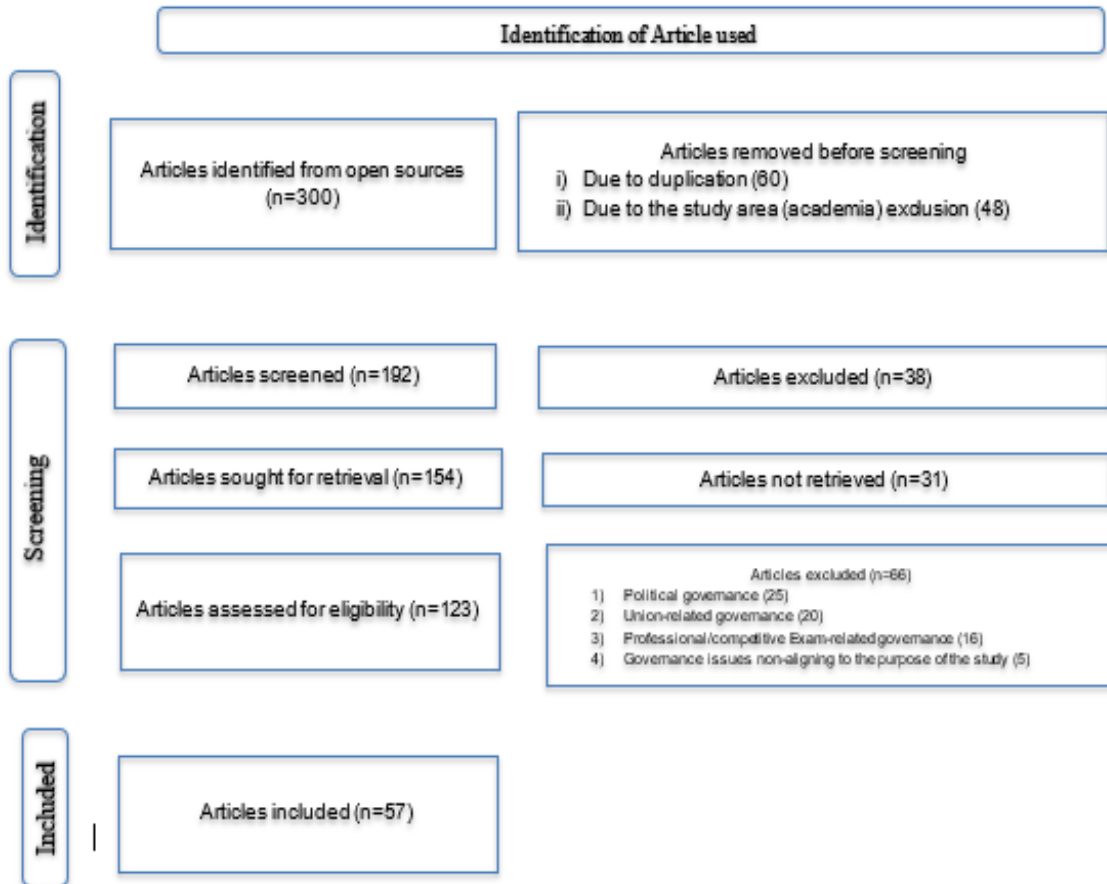 Identification of Article used
Identification
Articles identified from open sources
(n=300)
Articles removed before screening
i) Due to duplication (60)
ii) Due to the study area (academia) exclusion (48)
Screening
Articles screened (n=192)
Articles excluded (n=38)
Articles sought for retrieval (n=154)
Articles not retrieved (n=31)
Articles assessed for eligibility (n=123)
Articles excluded (n=66)
1) Political governance (25)
2) Union-related governance (20)
3) Professional/competitive Exam-related governance (16)
4) Governance issues non-aligning to the purpose of the study (5)
Included
Articles included (n=57)